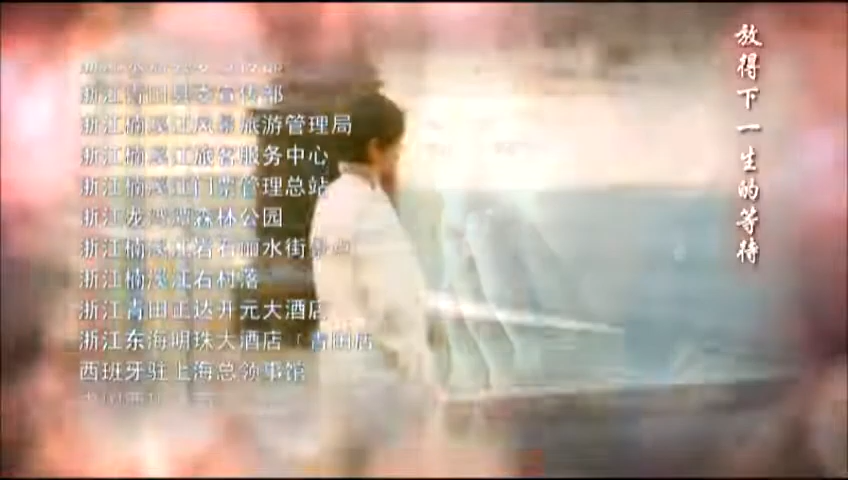 浙江青田县委宣传部
浙江楠溪江风景旅游管理局
浙江楠溪江旅客服务中心
浙江楠溪江门票管理总站
浙江龙湾潭森林公园
浙江楠溪江岩石丽水街景点
浙江楠溪江石村落
浙江青田正达开元大酒店
浙江东海明珠大酒店（青田店
西班牙驻上海总领事馆
放得下一生的等待